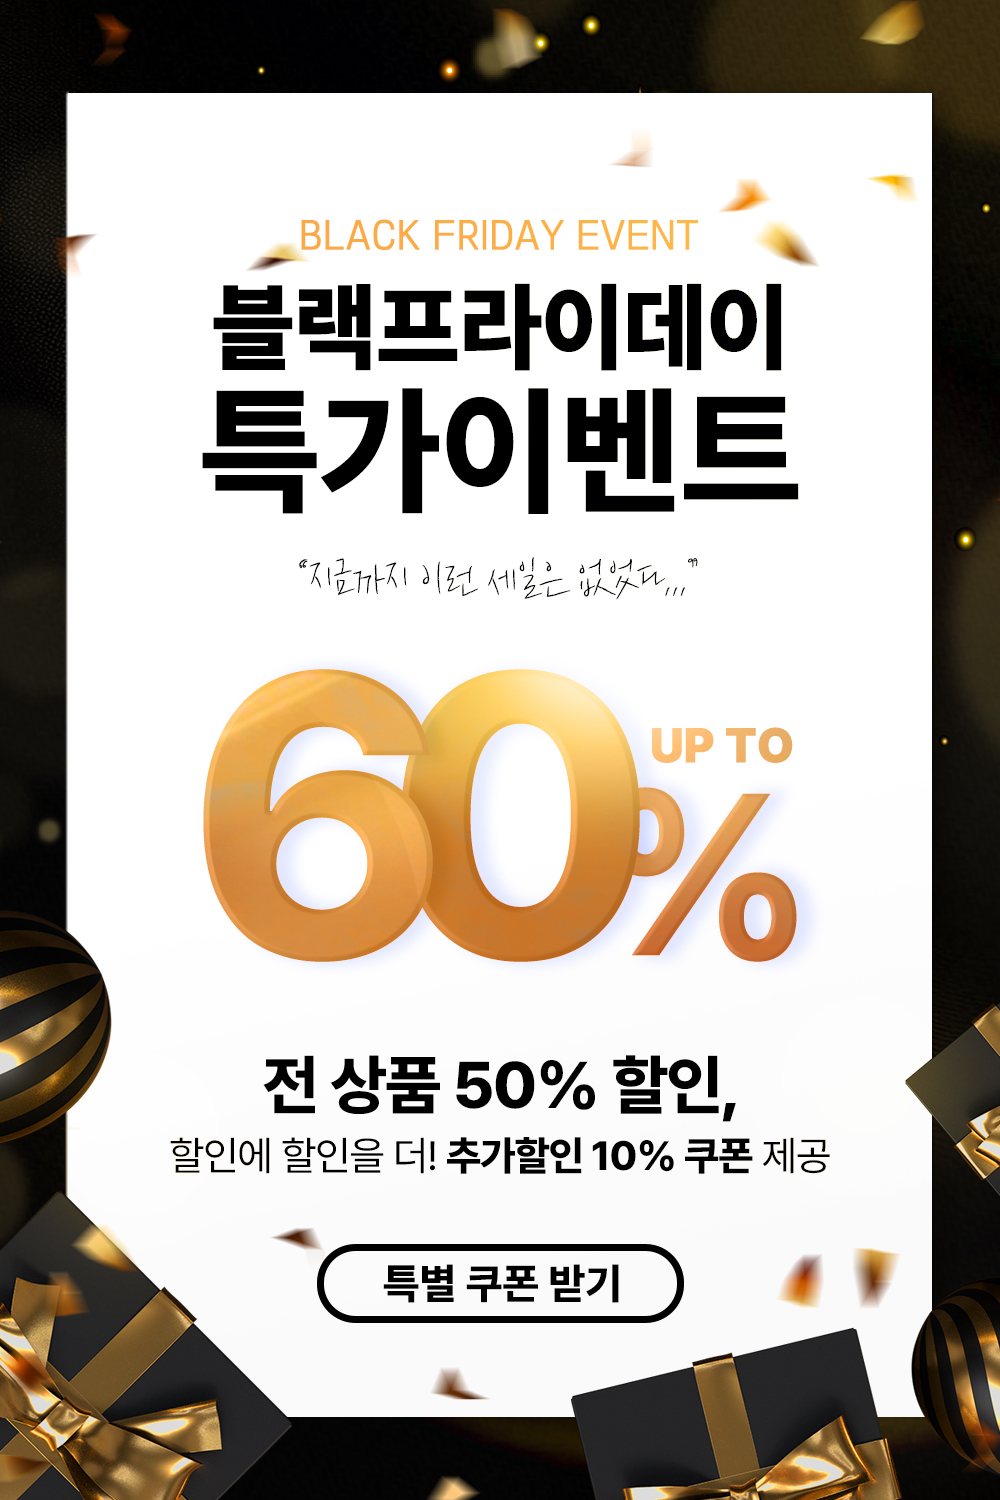 BLACK FRIDAY EVENT
블랙프라이데이
특가이벤트
“지금까지 이런 세일은 없었다...”
UP TO
60%
전 상품 50% 할인,
할인에 할인을 더! 추가할인 10% 쿠폰 제공
특별 쿠폰 받기